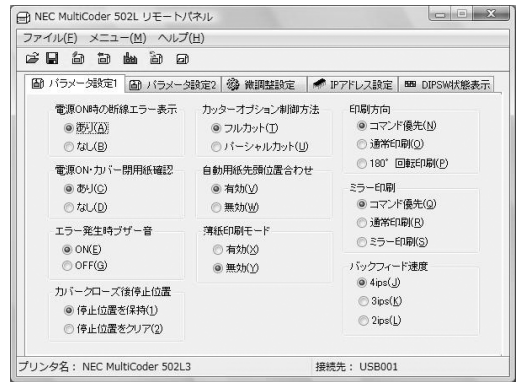 NEC MultiCoder 502L リモートパネル
ファイル(F) メニュー(M) ヘルプ(H)
パラメータ設定1 パラメータ設定2 微調整設定 IPアドレス設定 DIPSW状態表示
電源ON時の断線エラー表示
あり(A)
なし(B)
電源ON・カバー閉用紙確認
あり(C)
なし(D)
エラー発生時ブザー音
ON(E)
OFF(G)
カバークローズ後停止位置
停止位置を保持(1)
停止位置をクリア(2)
カッターオプション制御方法
フルカット(T)
パーシャルカット(U)
自動用紙先頭位置合わせ
有効(V)
無効(W)
薄紙印刷モード
有効(X)
無効(Y)
印刷方向
コマンド優先(N)
通常印刷(O)
180° 回転印刷(P)
ミラー印刷
コマンド優先(Q)
通常印刷(R)
ミラー印刷(S)
バックフィード速度
4ips(J)
3ips(K)
2ips(L)
プリンタ名: NEC MultiCoder 502L3 接続先: USB001